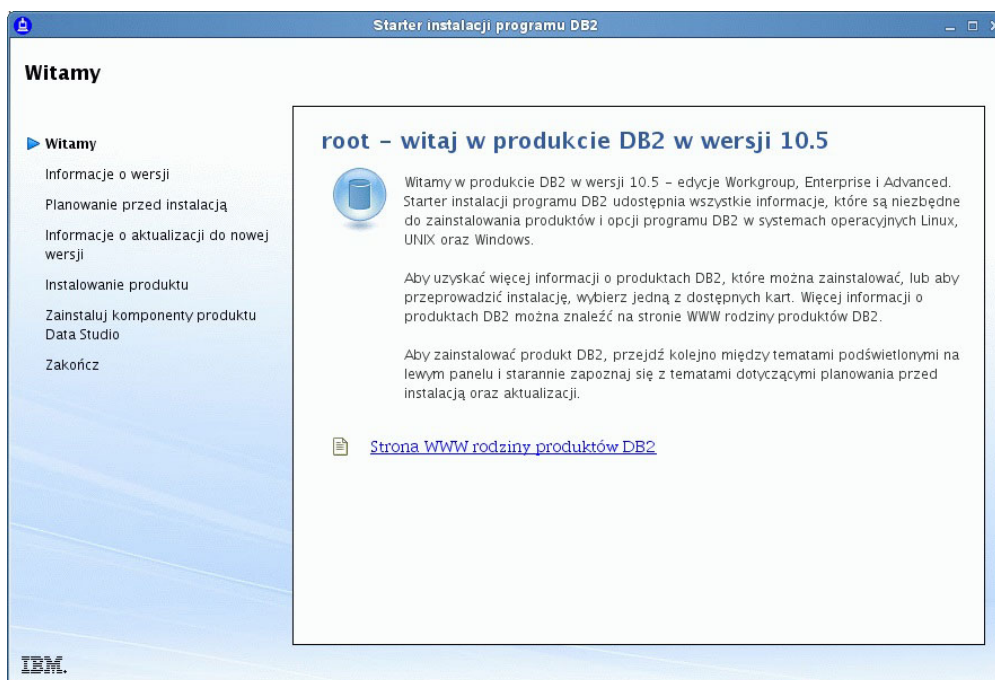 Starter instalacji programu DB2
Witamy
Witamy
Informacje o wersji
Planowanie przed instalacją
Informacje o aktualizacji do nowej
wersji
Instalowanie produktu
Zainstaluj komponenty produktu
Data Studio
Zakończ
root – witaj w produkcie DB2 w wersji 10.5
Witamy w produkcie DB2 w wersji 10.5 – edycje Workgroup, Enterprise i Advanced.
Starter instalacji programu DB2 udostępnia wszystkie informacje, które są niezbędne
do zainstalowania produktów i opcji programu DB2 w systemach operacyjnych Linux,
UNIX oraz Windows.
Aby uzyskać więcej informacji o produktach DB2, które można zainstalować, lub aby
przeprowadzić instalację, wybierz jedną z dostępnych kart. Więcej informacji o
produktach DB2 można znaleźć na stronie WWW rodziny produktów DB2.
Aby zainstalować produkt DB2, przejdź kolejno między tematami podświetlonymi na
lewym panelu i starannie zapoznaj się z tematami dotyczącymi planowania przed
instalacją oraz aktualizacji.
Strona WWW rodziny produktów DB2
IBM.